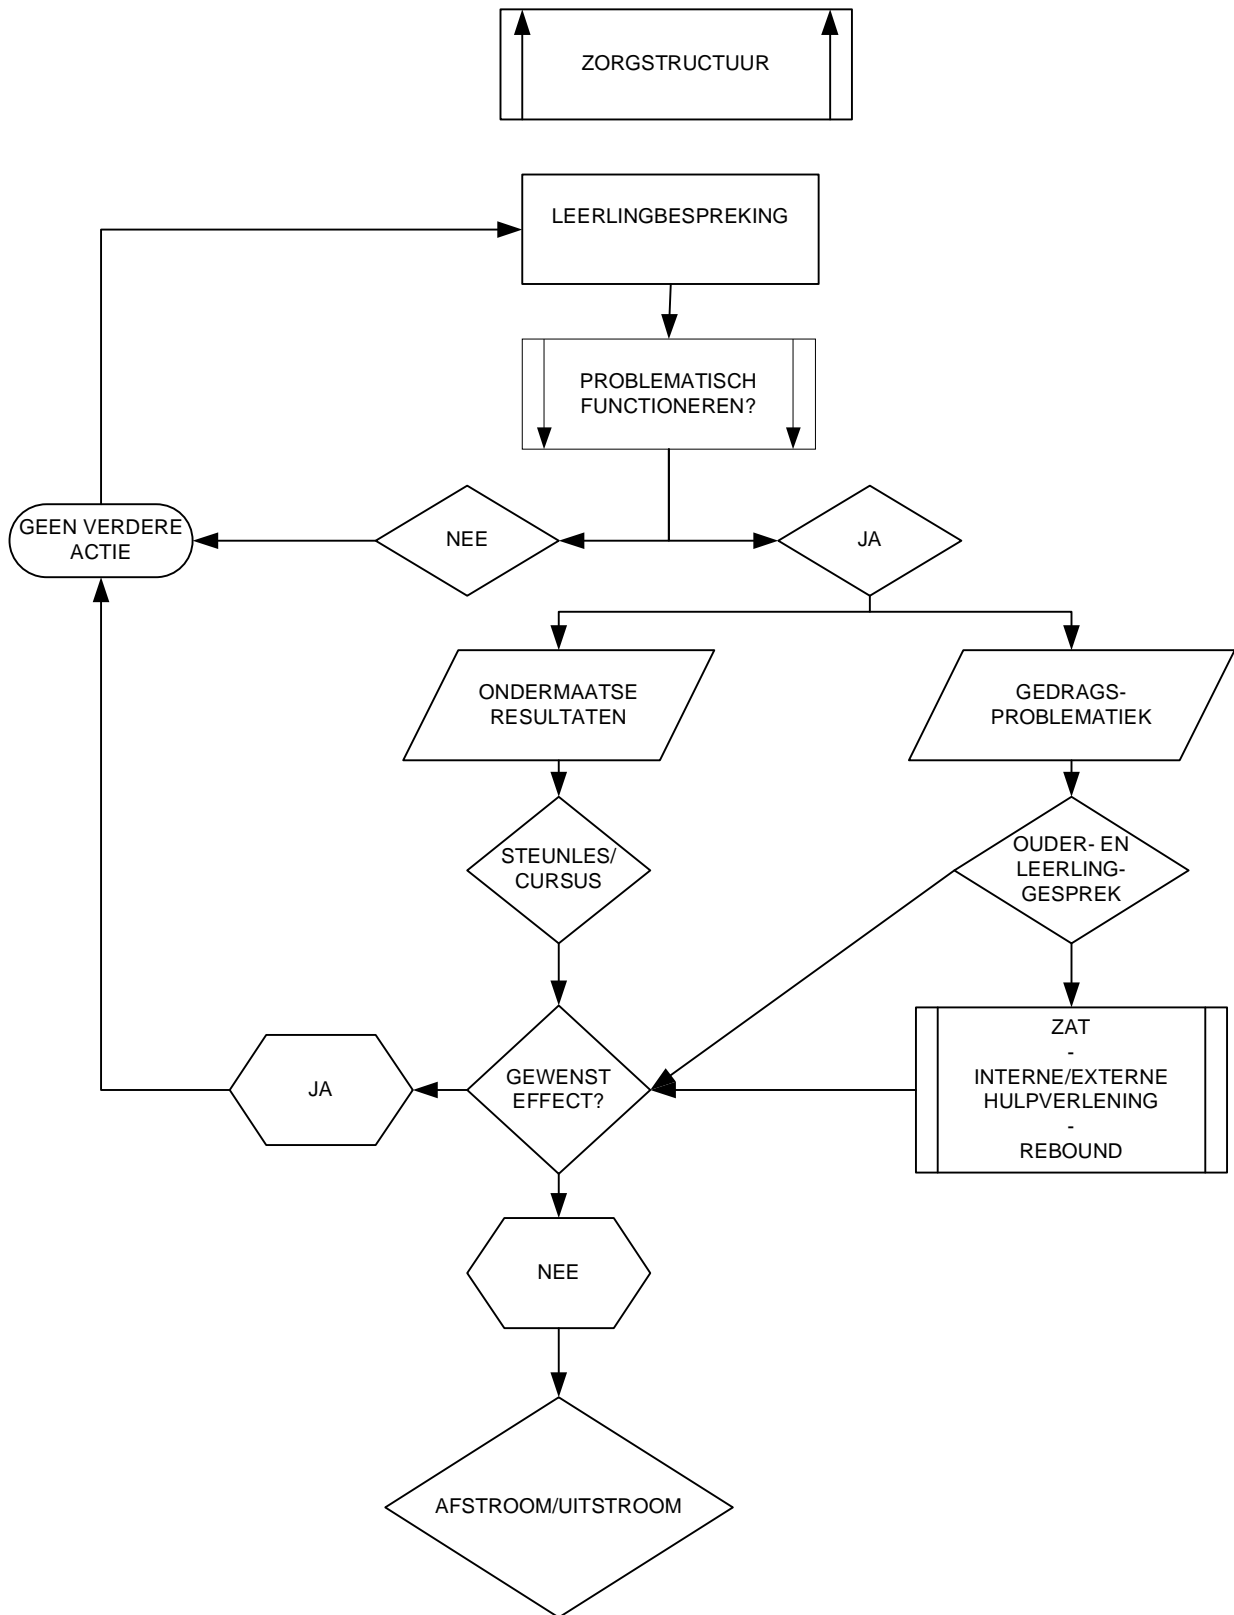 ZORGSTRUCTUUR
LEERLINGBESPREKING
PROBLEMATISCH
FUNCTIONEREN?
GEEN VERDERE
ACTIE
NEE
JA
ONDERMAATSE
RESULTATEN
GEDRAGS-
PROBLEMATIEK
STEUNLES/
CURSUS
OUDER- EN
LEERLING-
GESPREK
JA
GEWENST
EFFECT?
ZAT
-
INTERNE/EXTERNE
HULPVERLENING
-
REBOUND
NEE
AFSTROOM/UITSTROOM